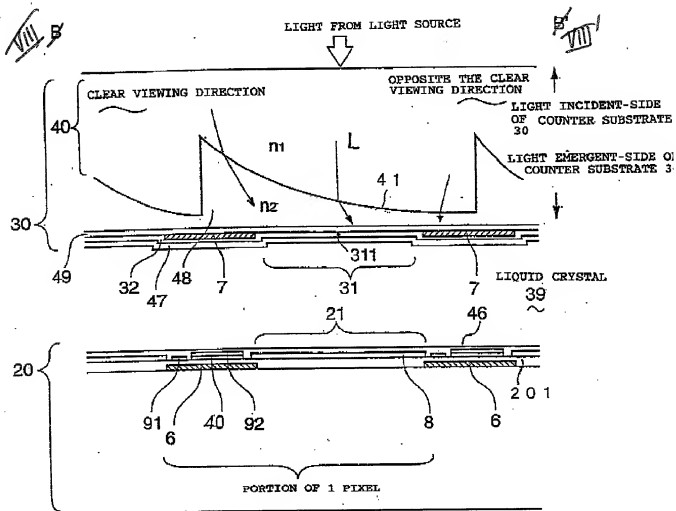 LIGHT FROM LIGHT SOURCE
VIII B B' VIII'
CLEAR VIEWING DIRECTION
OPPOSITE THE CLEAR
VIEWING DIRECTION
LIGHT INCIDENT-SIDE
OF COUNTER SUBSTRATE
30
40
n1 L
LIGHT EMERGENT-SIDE OF
COUNTER SUBSTRATE 3
41
n2
30
49
32 47 48 7 311 31 7
LIQUID CRYSTAL
39
21 46
20
91 6 40 92 8 6 201
PORTION OF 1 PIXEL